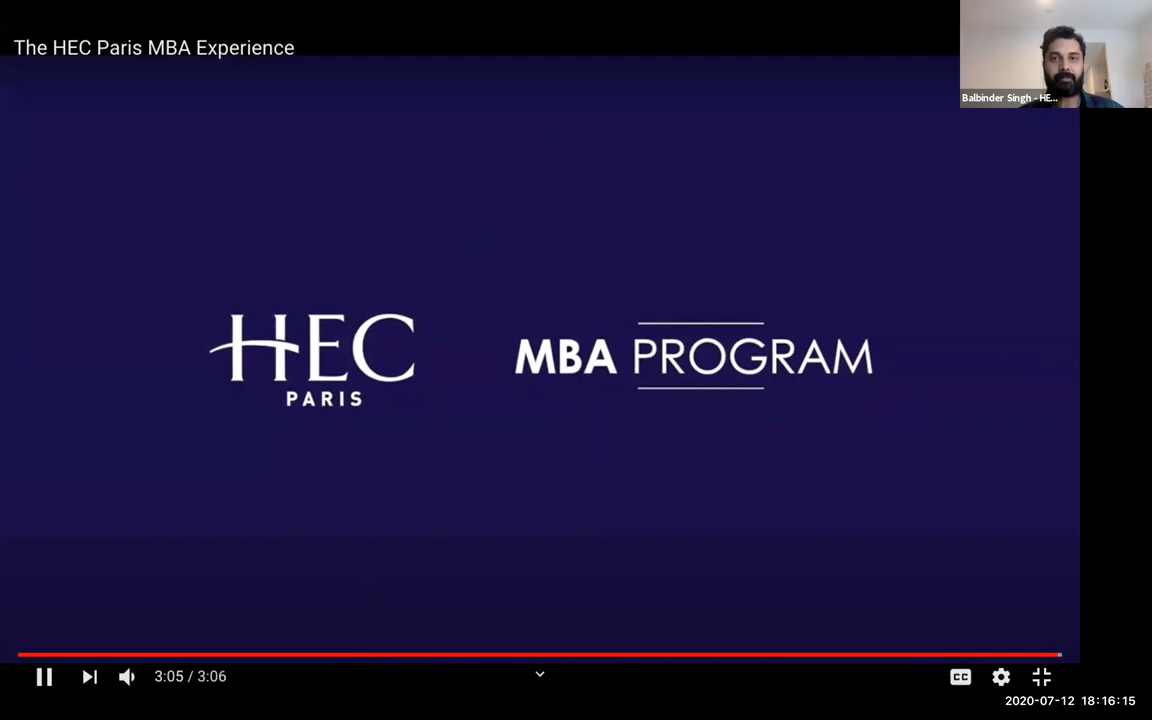 The HEC Paris MBA Experience
Balbinder Singh - HE...
HEC
PARIS
MBA PROGRAM
3:05 / 3:06
CC
2020-07-12 18:16:15